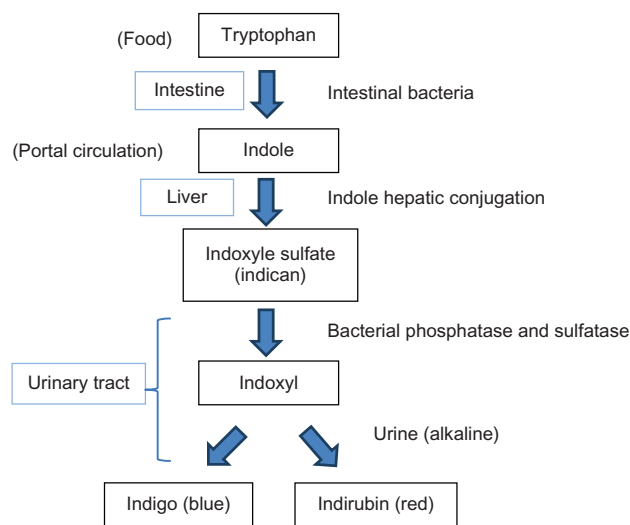 (Food)
Tryptophan
Intestine
Intestinal bacteria
(Portal circulation)
Indole
Liver
Indole hepatic conjugation
Indoxyle sulfate
(indican)
Bacterial phosphatase and sulfatase
Urinary tract
Indoxyl
Urine (alkaline)
Indigo (blue)
Indirubin (red)